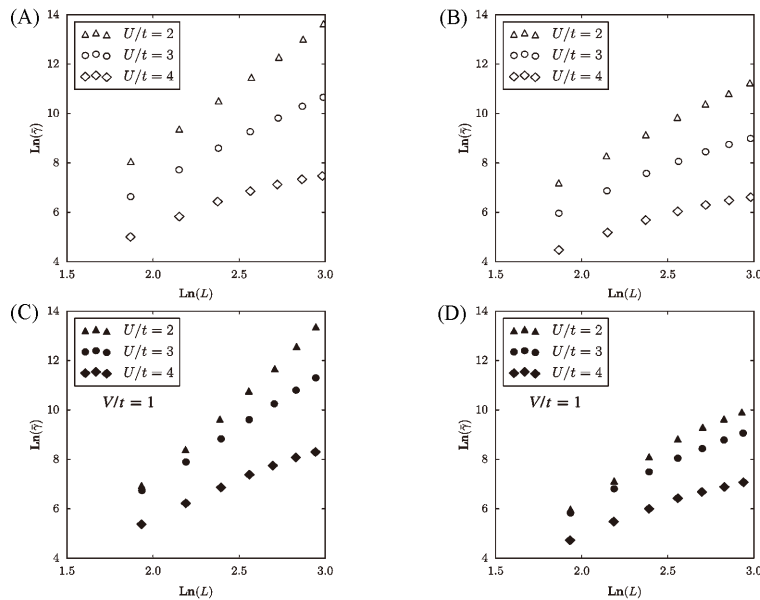 (A)
14
12
10
8
6
4
Ln(γ̄)
U/t = 2
U/t = 3
U/t = 4
1.5 2.0 2.5 3.0
Ln(L)
(B)
14
12
10
8
6
4
Ln(γ̄)
U/t = 2
U/t = 3
U/t = 4
1.5 2.0 2.5 3.0
Ln(L)
(C)
14
12
10
8
6
4
Ln(γ̄)
U/t = 2
U/t = 3
U/t = 4
V/t = 1
1.5 2.0 2.5 3.0
Ln(L)
(D)
14
12
10
8
6
4
Ln(γ̄)
U/t = 2
U/t = 3
U/t = 4
V/t = 1
1.5 2.0 2.5 3.0
Ln(L)